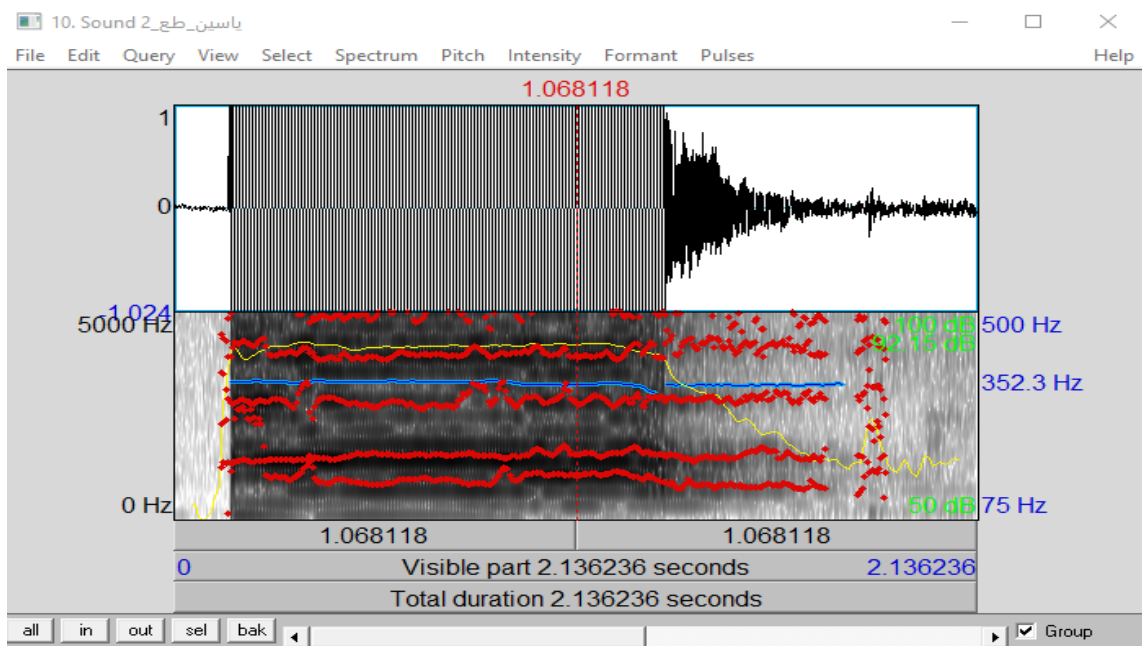 10. Sound 2_ياسين_طع
File Edit Query View Select Spectrum Pitch Intensity Formant Pulses Help
1.068118
1
0
-1.024
5000 Hz
100 dB
500 Hz
92.15 dB
352.3 Hz
0 Hz
50 dB
75 Hz
1.068118 1.068118
0 Visible part 2.136236 seconds 2.136236
Total duration 2.136236 seconds
all in out sel bak Group